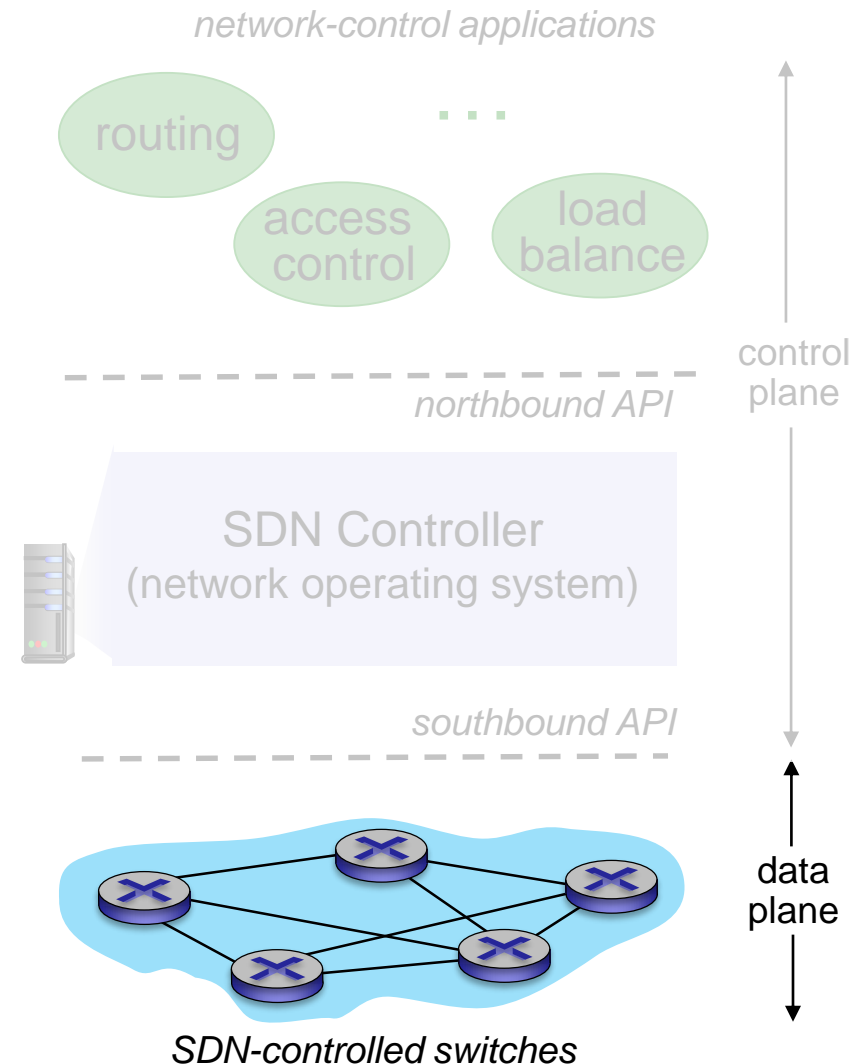 network-control applications
routing
. . .
access
control
load
balance
control
plane
northbound API
SDN Controller
(network operating system)
southbound API
data
plane
SDN-controlled switches